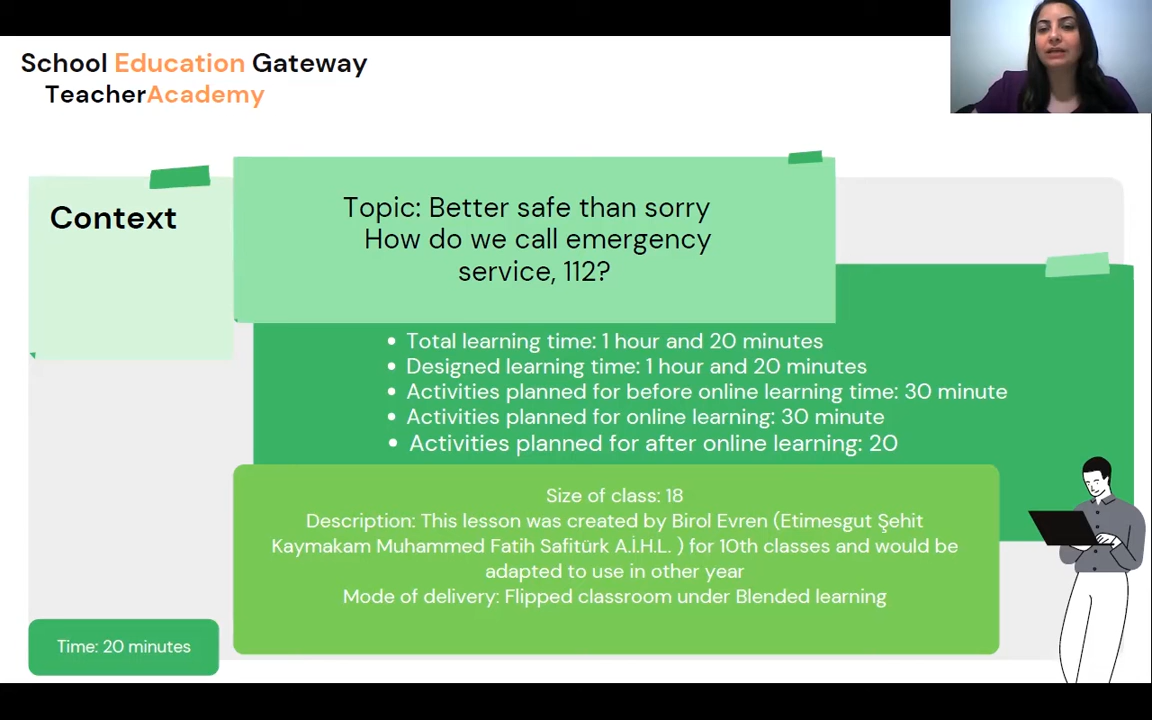 School Education Gateway
TeacherAcademy
Context
Topic: Better safe than sorry
How do we call emergency
service, 112?
• Total learning time: 1 hour and 20 minutes
• Designed learning time: 1 hour and 20 minutes
• Activities planned for before online learning time: 30 minute
• Activities planned for online learning: 30 minute
• Activities planned for after online learning: 20
Size of class: 18
Description: This lesson was created by Birol Evren (Etimesgut Şehit
Kaymakam Muhammed Fatih Safitürk A.İ.H.L. ) for 10th classes and would be
adapted to use in other year
Mode of delivery: Flipped classroom under Blended learning
Time: 20 minutes